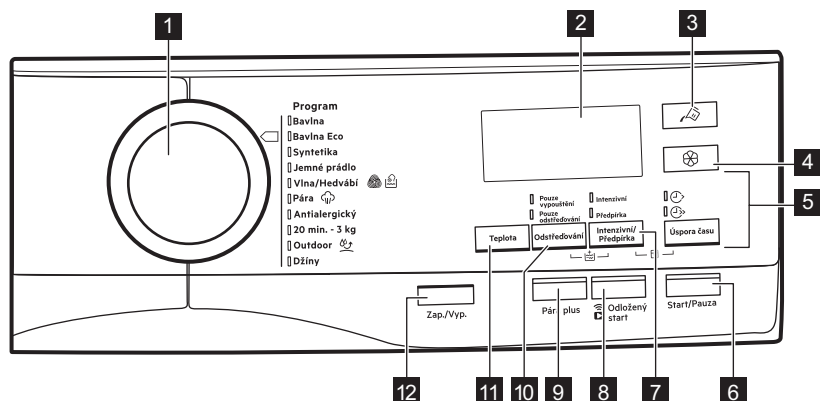 1
2
3
4
5
Program
Bavlna
Bavlna Eco
Syntetika
Jemné prádlo
Vlna/Hedvábí
Pára
Antialergický
20 min. - 3 kg
Outdoor
Džíny
Pouze
vypouštění
Pouze
odstřeďování
Intenzivní
Předpírka
Teplota
Odstřeďování
Intenzivní/
Předpírka
Úspora času
Zap./Vyp.
Pára plus
Odložený
start
Start/Pauza
12
11
10
9
8
7
6